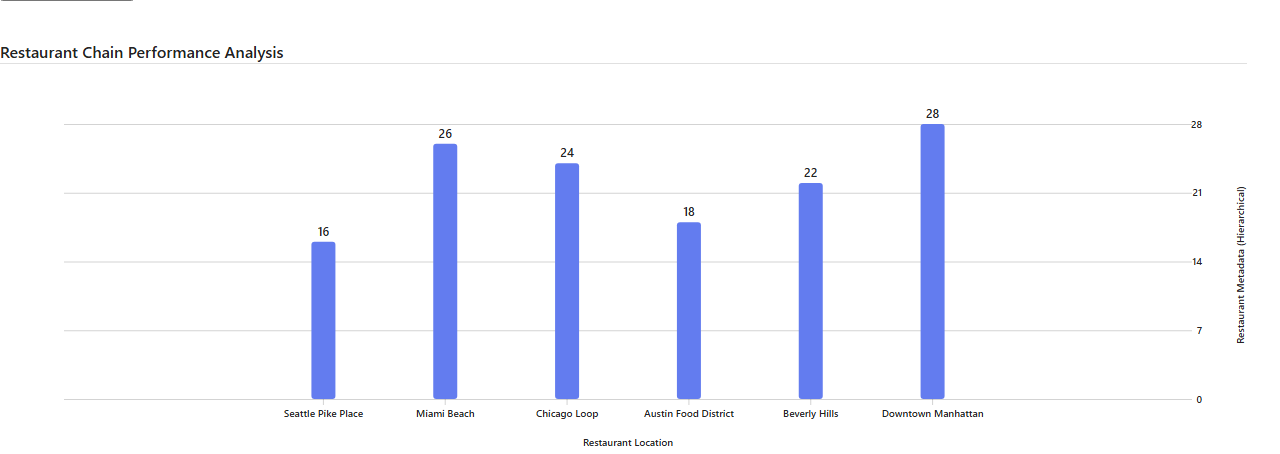 Restaurant Chain Performance Analysis
28
26
24
22
18
16
28
21
14
7
0
Restaurant Metadata (Hierarchical)
Seattle Pike Place
Miami Beach
Chicago Loop
Austin Food District
Beverly Hills
Downtown Manhattan
Restaurant Location